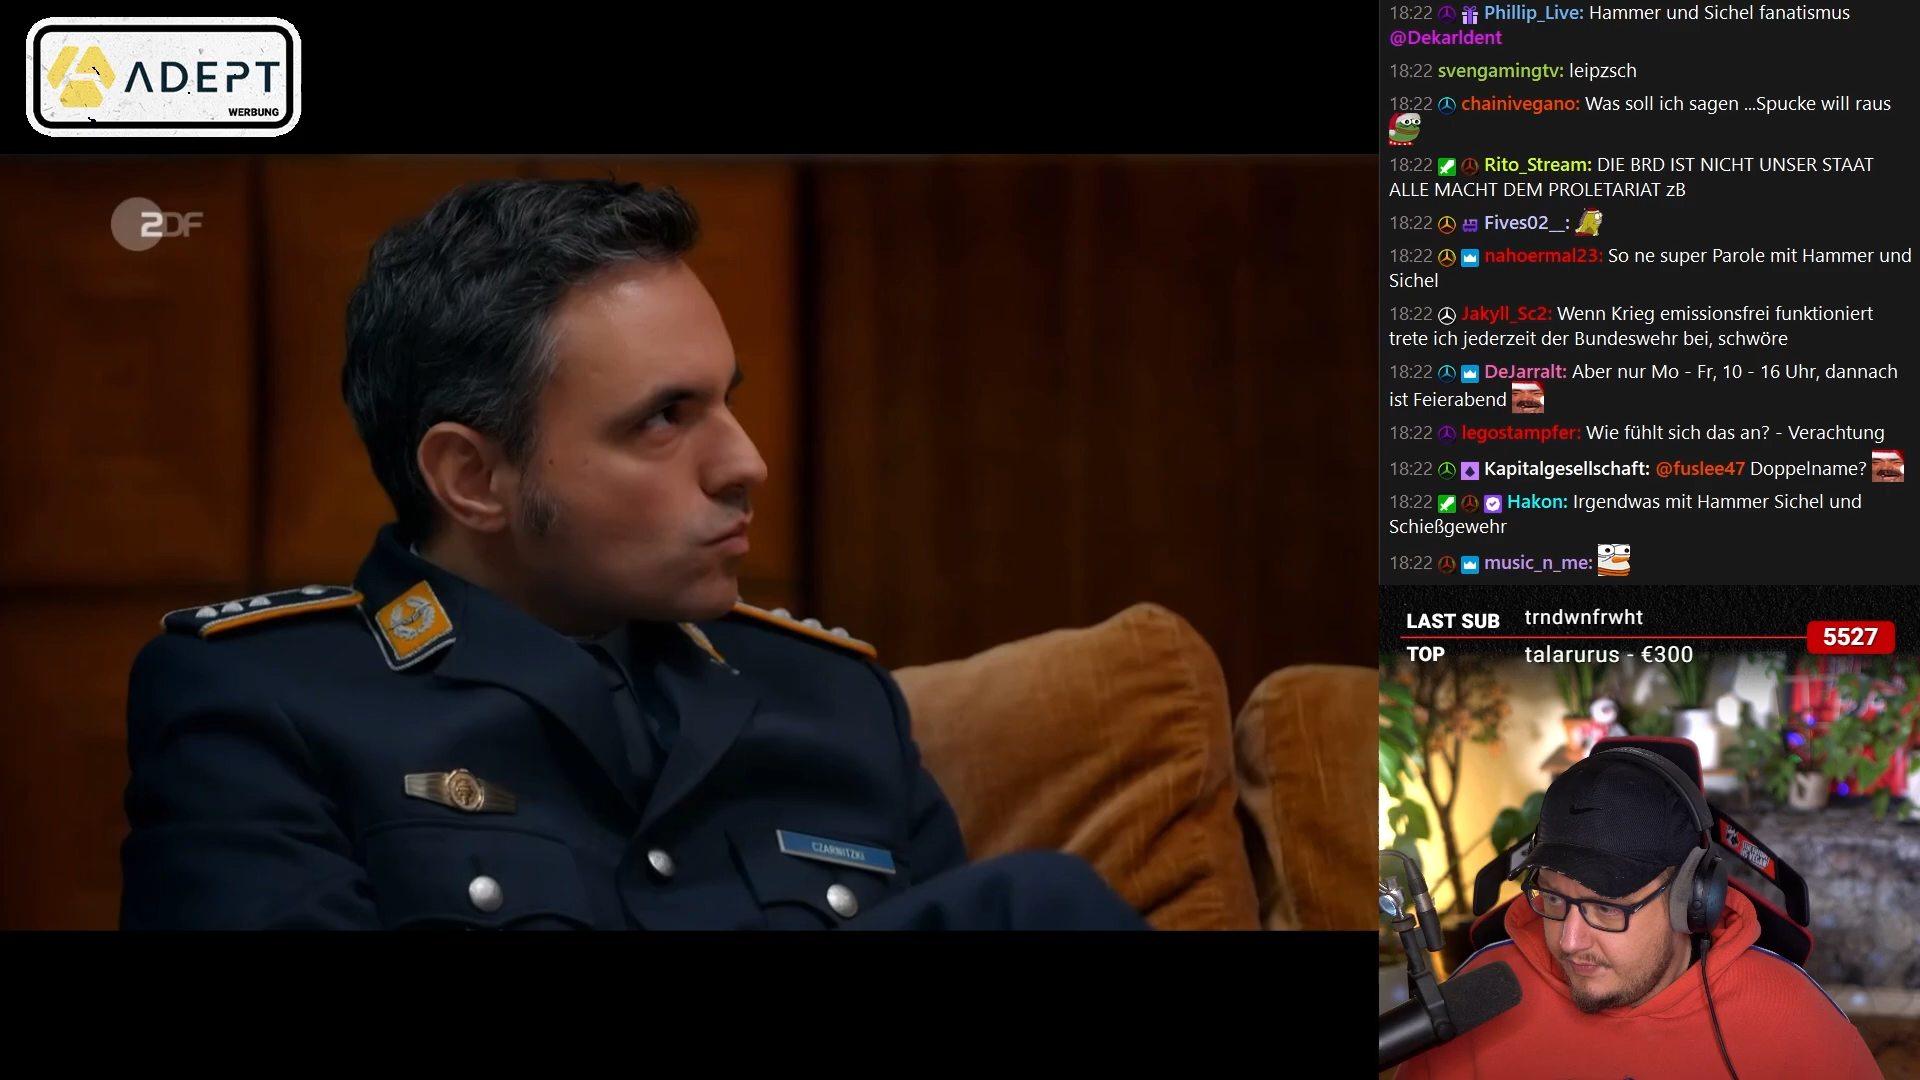 ADEPT
WERBUNG
ZDF
CZARNITZKI
18:22 Phillip_Live: Hammer und Sichel fanatismus
@Dekarldent
18:22 svengamingtv: leipzsch
18:22 chainivegano: Was soll ich sagen ...Spucke will raus
18:22 Rito_Stream: DIE BRD IST NICHT UNSER STAAT
ALLE MACHT DEM PROLETARIAT zB
18:22 Fives02__:
18:22 nahoermal23: So ne super Parole mit Hammer und
Sichel
18:22 Jakyll_Sc2: Wenn Krieg emissionsfrei funktioniert
trete ich jederzeit der Bundeswehr bei, schwöre
18:22 DeJarralt: Aber nur Mo - Fr, 10 - 16 Uhr, dannach
ist Feierabend
18:22 legostampfer: Wie fühlt sich das an? - Verachtung
18:22 Kapitalgesellschaft: @fuslee47 Doppelname?
18:22 Hakon: Irgendwas mit Hammer Sichel und
Schießgewehr
18:22 music_n_me:
LAST SUB trndwnfrwht
5527
TOP talarurus - €300